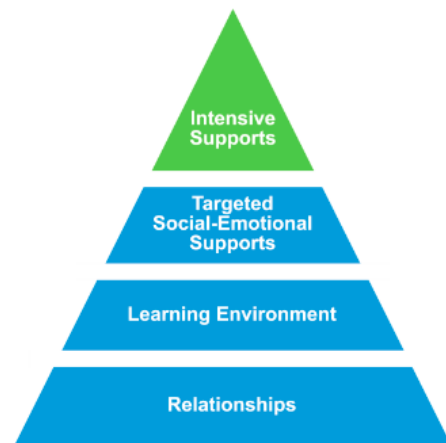 Intensive
Supports
Targeted
Social-Emotional
Supports
Learning Environment
Relationships